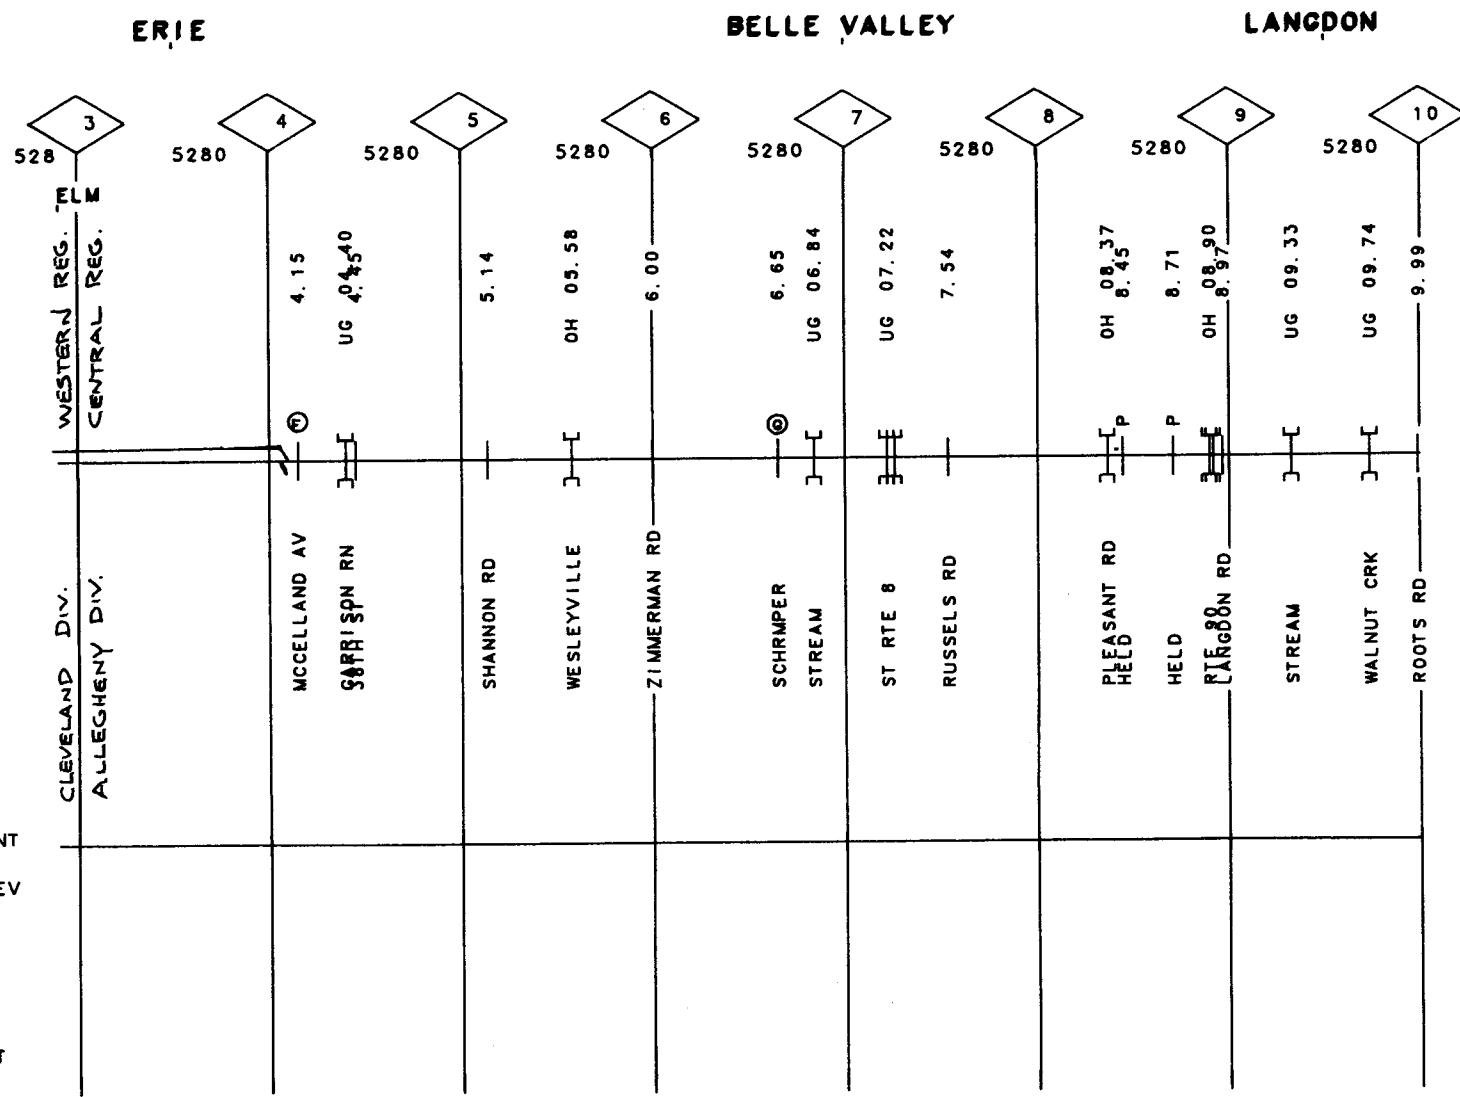 ERIE BELLE VALLEY LANGDON
3 4 5 6 7 8 9 10
528 5280 5280 5280 5280 5280 5280 5280
ELM
WESTERN REG.
CENTRAL REG.
4.15
UG 04.40
4.45
5.14
OH 05.58
6.00
6.65
UG 06.84
UG 07.22
7.54
OH 08.37
8.45
8.71
OH 08.90
8.97
UG 09.33
UG 09.74
9.99
P P
CLEVELAND DIV.
ALLEGHENY DIV.
MCCELLAND AV
GARRISON RN
38TH ST
SHANNON RD
WESLEYVILLE
ZIMMERMAN RD
SCHRMPER
STREAM
ST RTE 8
RUSSELS RD
PLEASANT RD
HELD
HELD
RTE 90
LANGDON RD
STREAM
WALNUT CRK
ROOTS RD
NT
EV